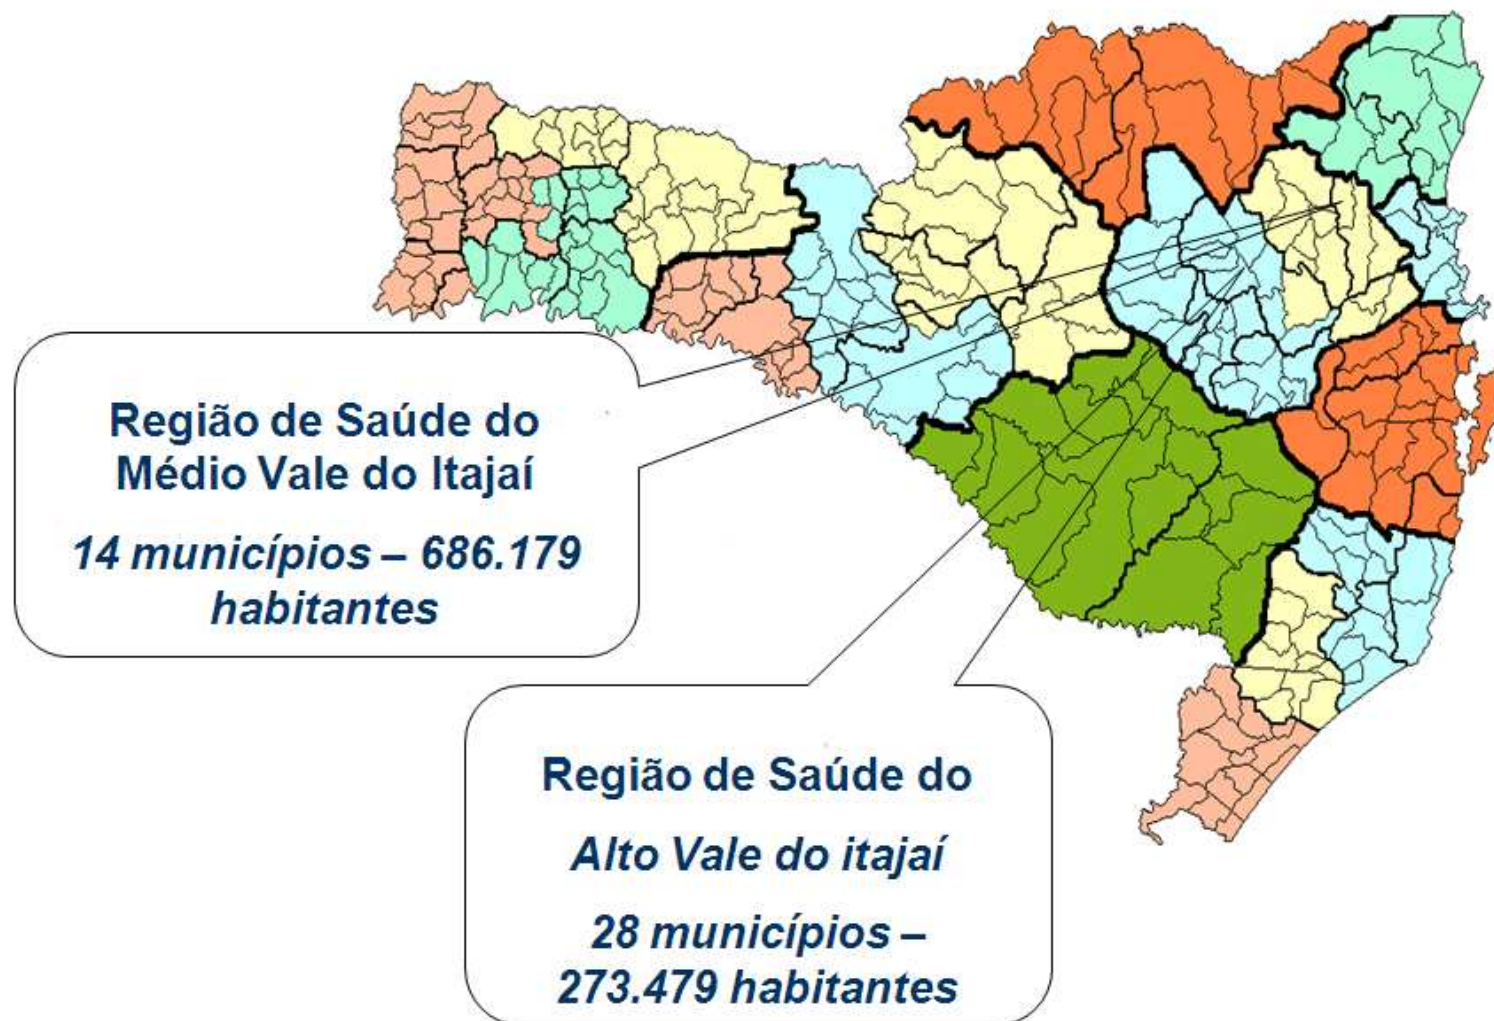 Região de Saúde do
Médio Vale do Itajaí
14 municípios – 686.179
habitantes
Região de Saúde do
Alto Vale do itajaí
28 municípios –
273.479 habitantes